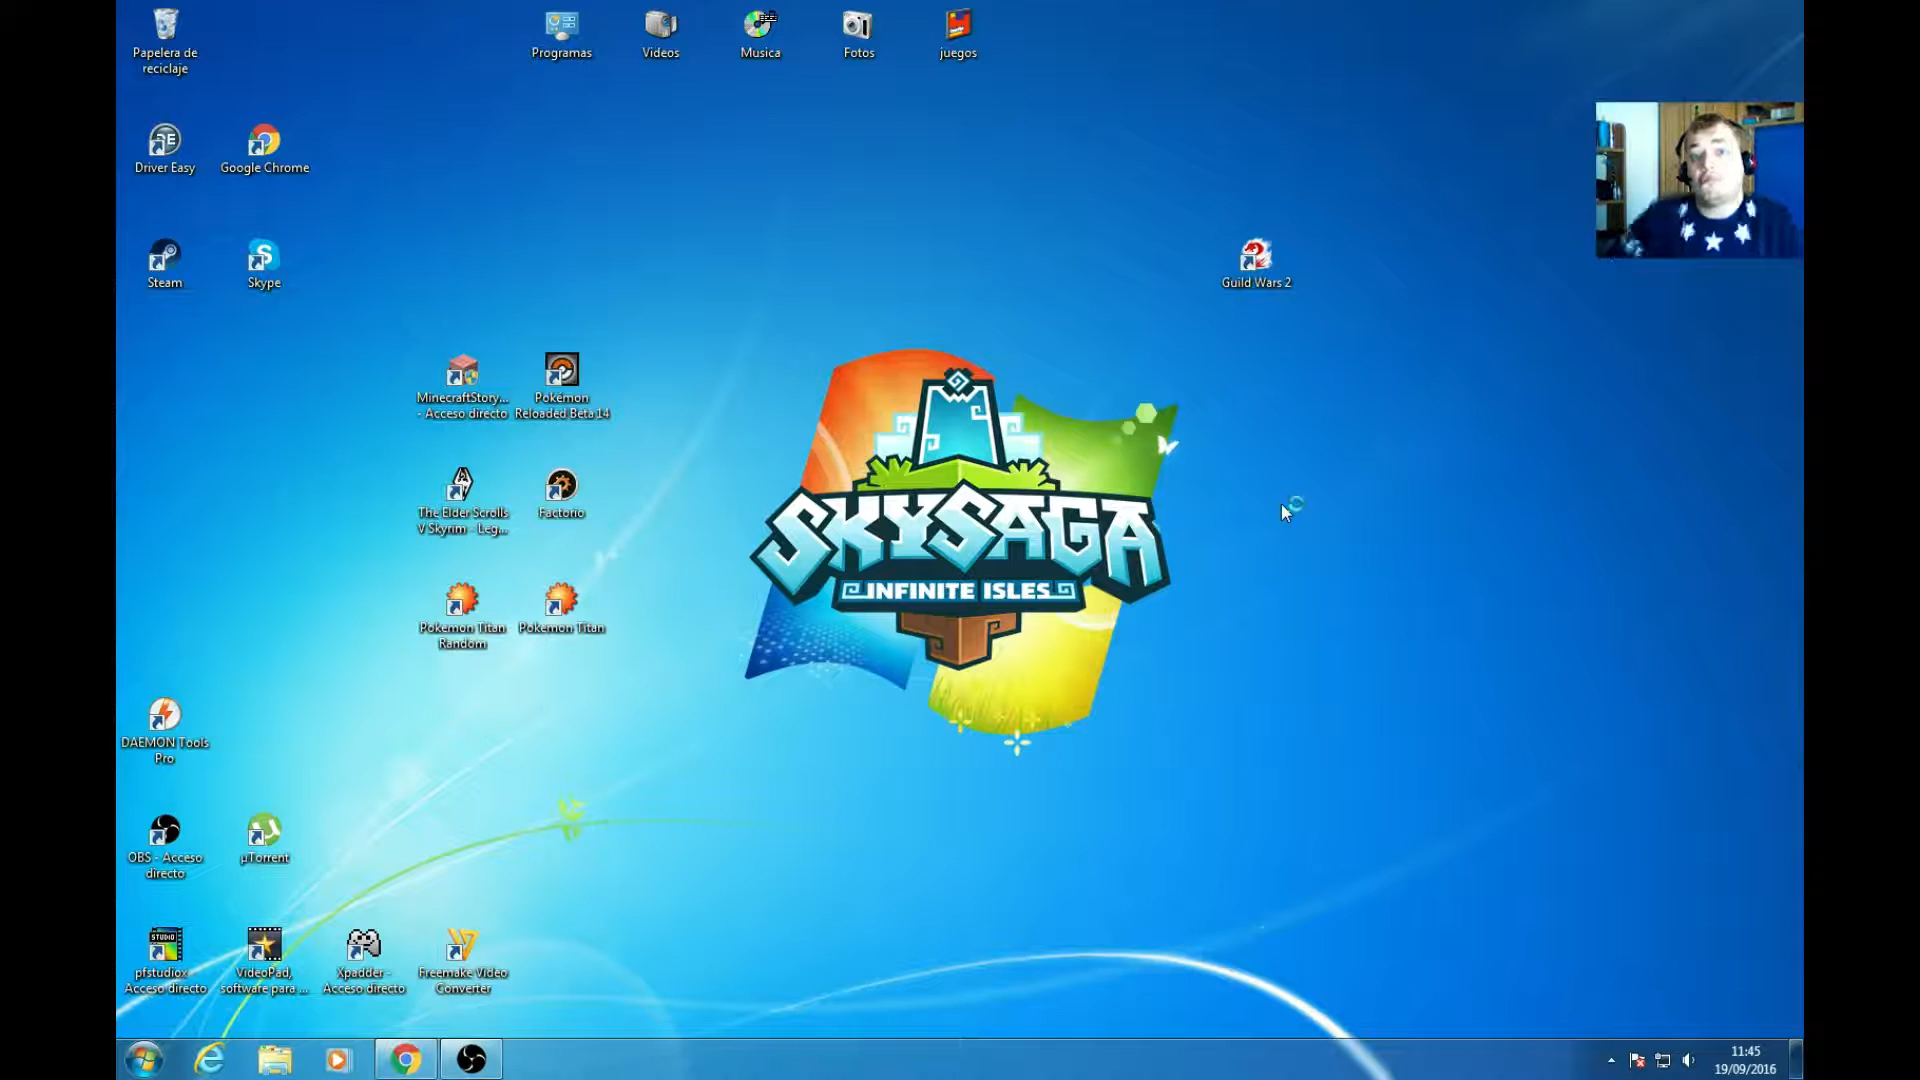 Papelera de
reciclaje
Programas
Videos
Musica
Fotos
juegos
Driver Easy
Google Chrome
Steam
Skype
Guild Wars 2
MinecraftStory...
- Acceso directo
Pokémon
Reloaded Beta 14
The Elder Scrolls
V Skyrim - Leg...
Factorio
Pokemon Titan
Random
Pokemon Titan
SKYSAGA
INFINITE ISLES
DAEMON Tools
Pro
OBS - Acceso
directo
µTorrent
STUDIO
pfstudiox -
Acceso directo
VideoPad,
software para ...
Xpadder -
Acceso directo
Freemake Video
Converter
11:45
19/09/2016